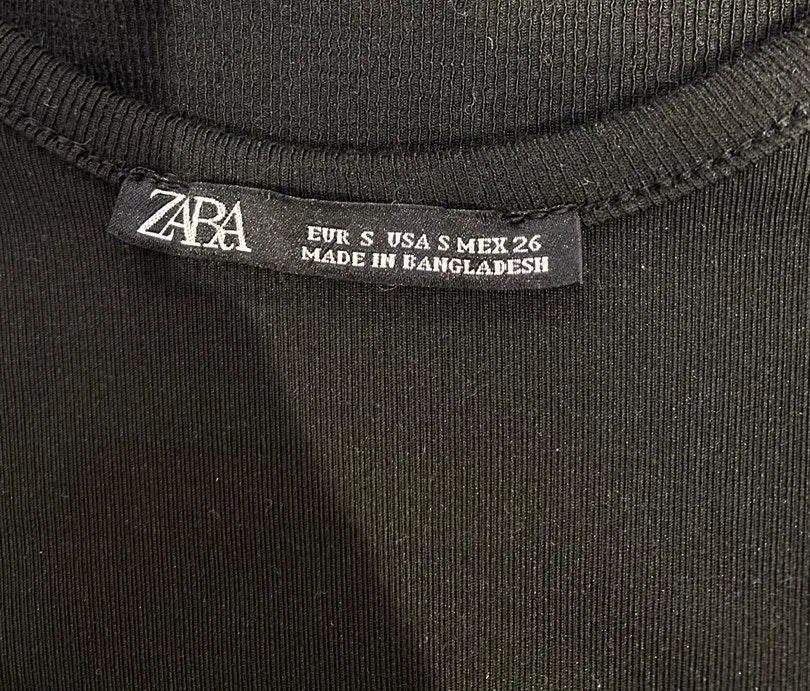 ZARA
EUR S USA S MEX 26
MADE IN BANGLADESH